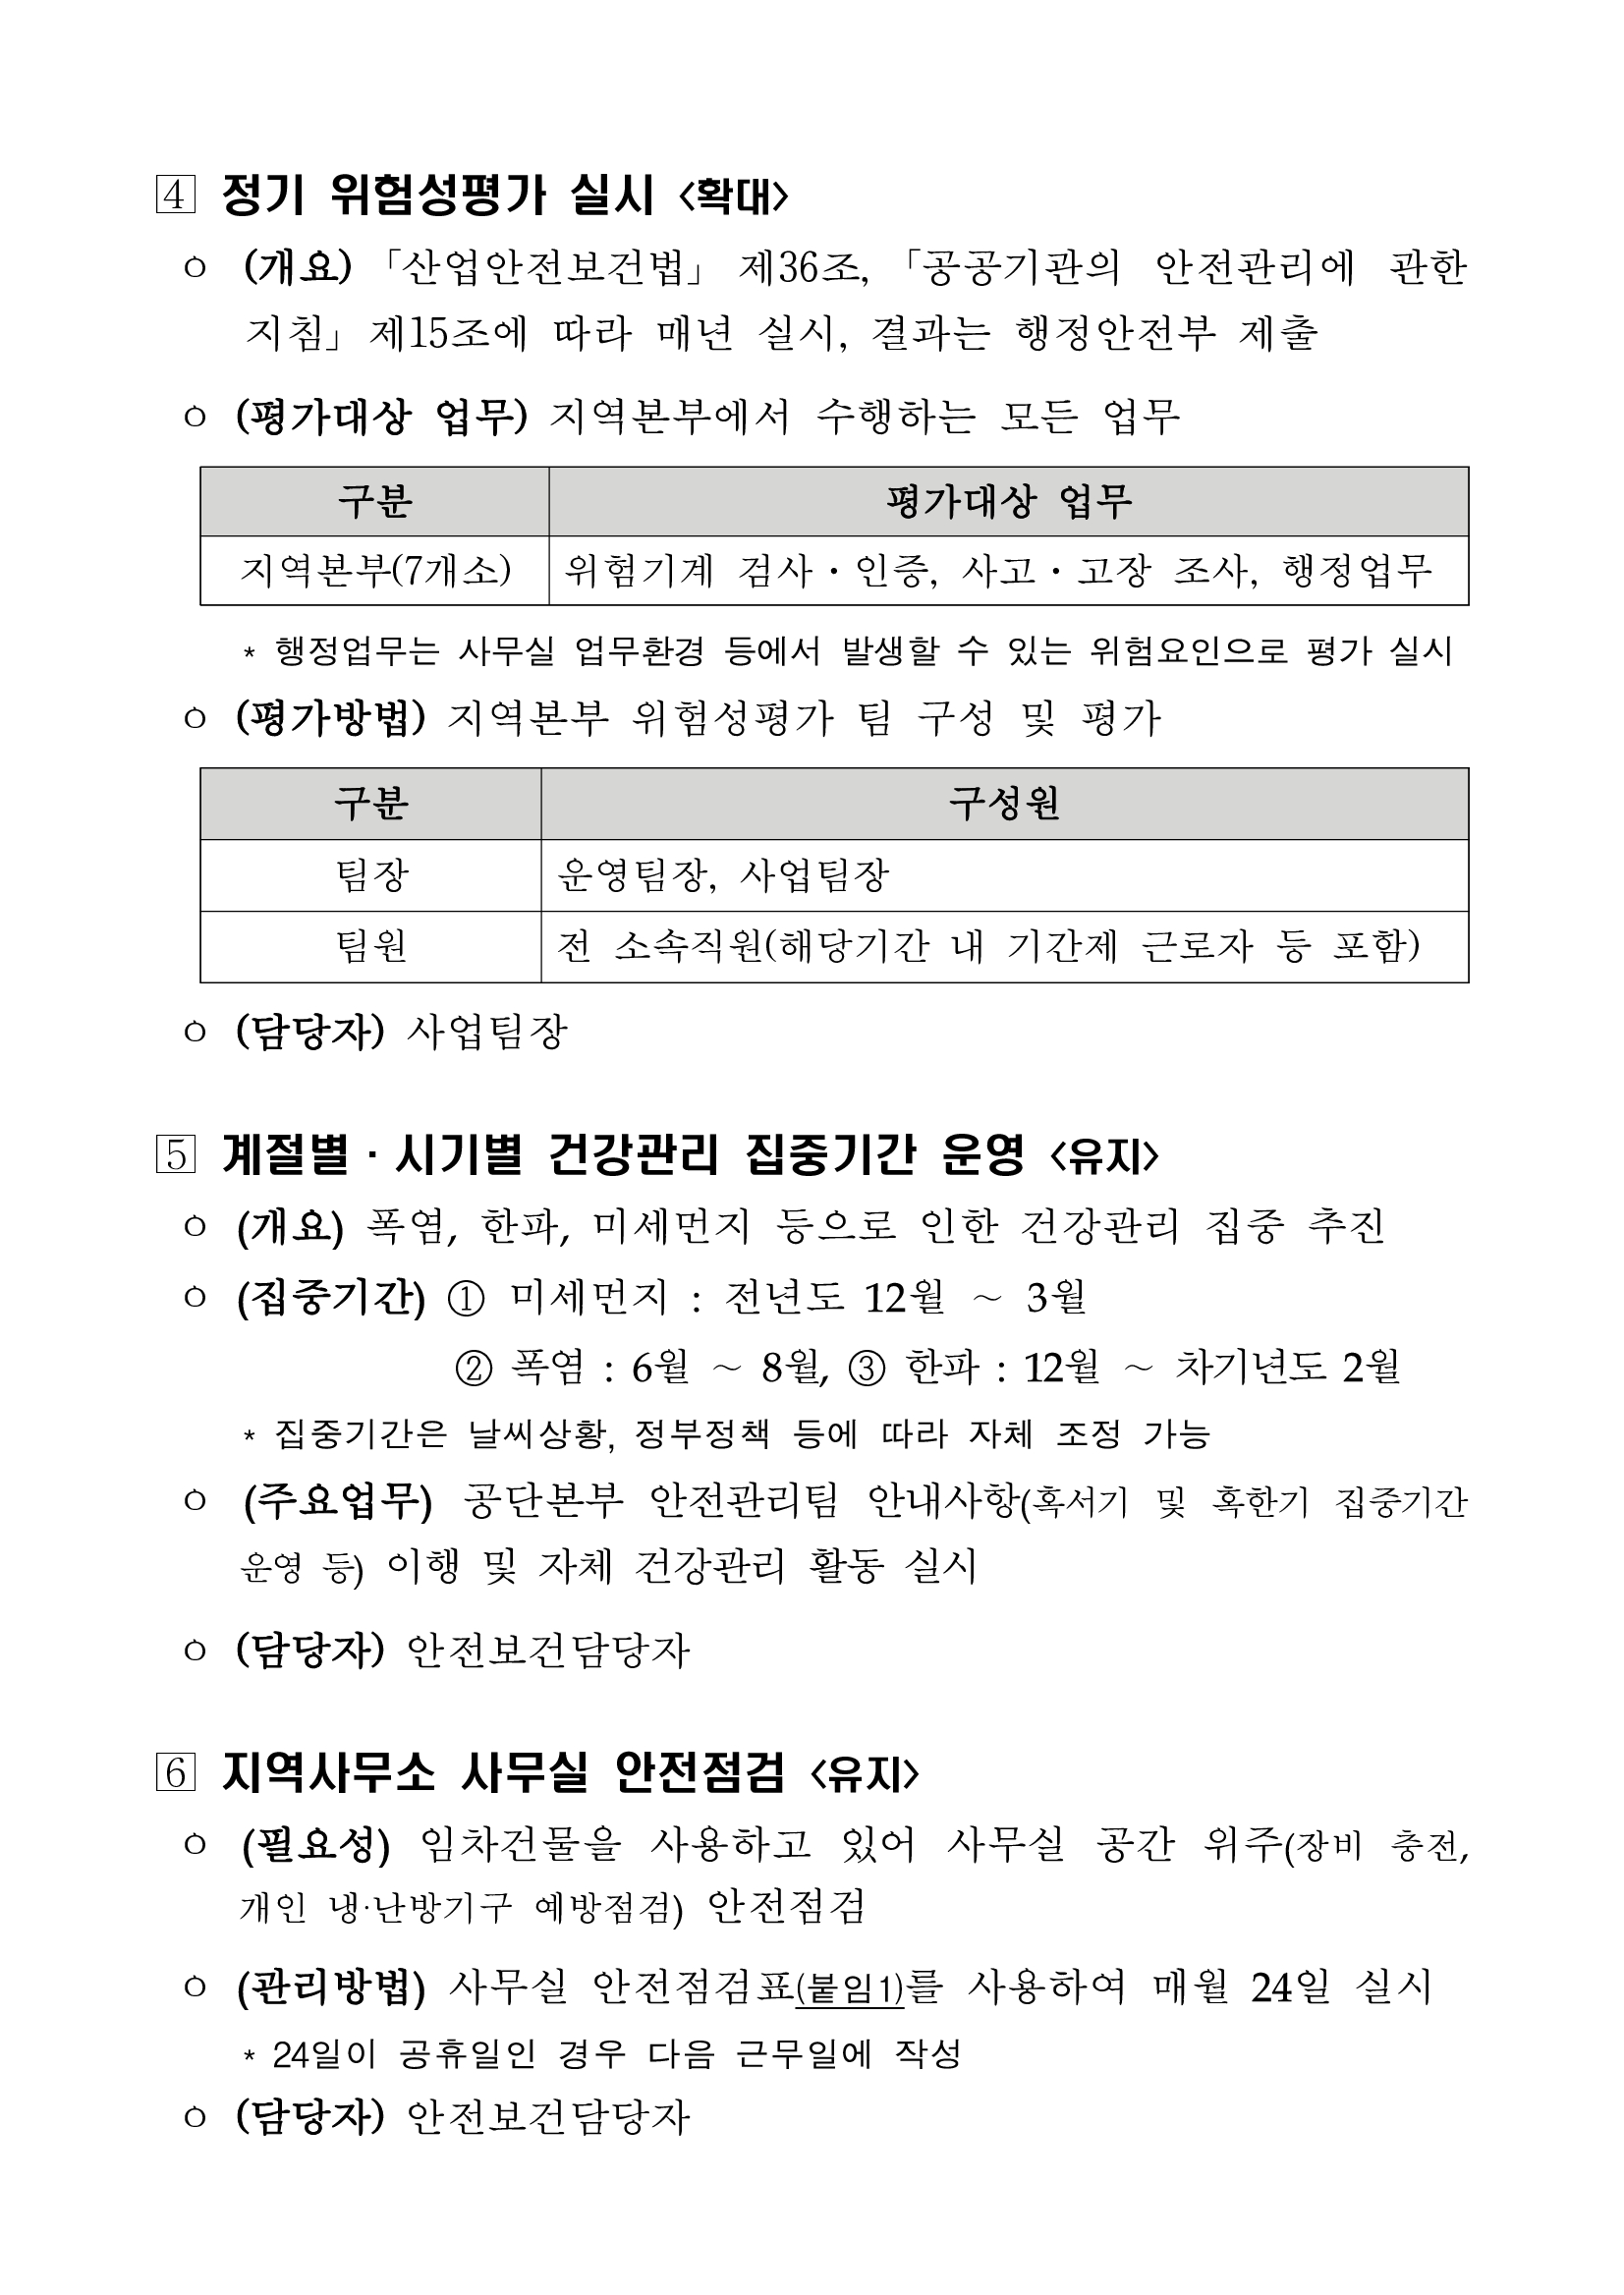 4 정기 위험성평가 실시 <확대>
ㅇ (개요) 「산업안전보건법」 제36조, 「공공기관의 안전관리에 관한
지침」 제15조에 따라 매년 실시, 결과는 행정안전부 제출
ㅇ (평가대상 업무) 지역본부에서 수행하는 모든 업무
구분 평가대상 업무
지역본부(7개소) 위험기계 검사·인증, 사고·고장 조사, 행정업무
* 행정업무는 사무실 업무환경 등에서 발생할 수 있는 위험요인으로 평가 실시
ㅇ (평가방법) 지역본부 위험성평가 팀 구성 및 평가
구분 구성원
팀장 운영팀장, 사업팀장
팀원 전 소속직원(해당기간 내 기간제 근로자 등 포함)
ㅇ (담당자) 사업팀장
5 계절별·시기별 건강관리 집중기간 운영 <유지>
ㅇ (개요) 폭염, 한파, 미세먼지 등으로 인한 건강관리 집중 추진
ㅇ (집중기간) ① 미세먼지 : 전년도 12월 ~ 3월
② 폭염 : 6월 ~ 8월, ③ 한파 : 12월 ~ 차기년도 2월
* 집중기간은 날씨상황, 정부정책 등에 따라 자체 조정 가능
ㅇ (주요업무) 공단본부 안전관리팀 안내사항(혹서기 및 혹한기 집중기간
운영 등) 이행 및 자체 건강관리 활동 실시
ㅇ (담당자) 안전보건담당자
6 지역사무소 사무실 안전점검 <유지>
ㅇ (필요성) 임차건물을 사용하고 있어 사무실 공간 위주(장비 충전,
개인 냉·난방기구 예방점검) 안전점검
ㅇ (관리방법) 사무실 안전점검표(붙임1)를 사용하여 매월 24일 실시
* 24일이 공휴일인 경우 다음 근무일에 작성
ㅇ (담당자) 안전보건담당자